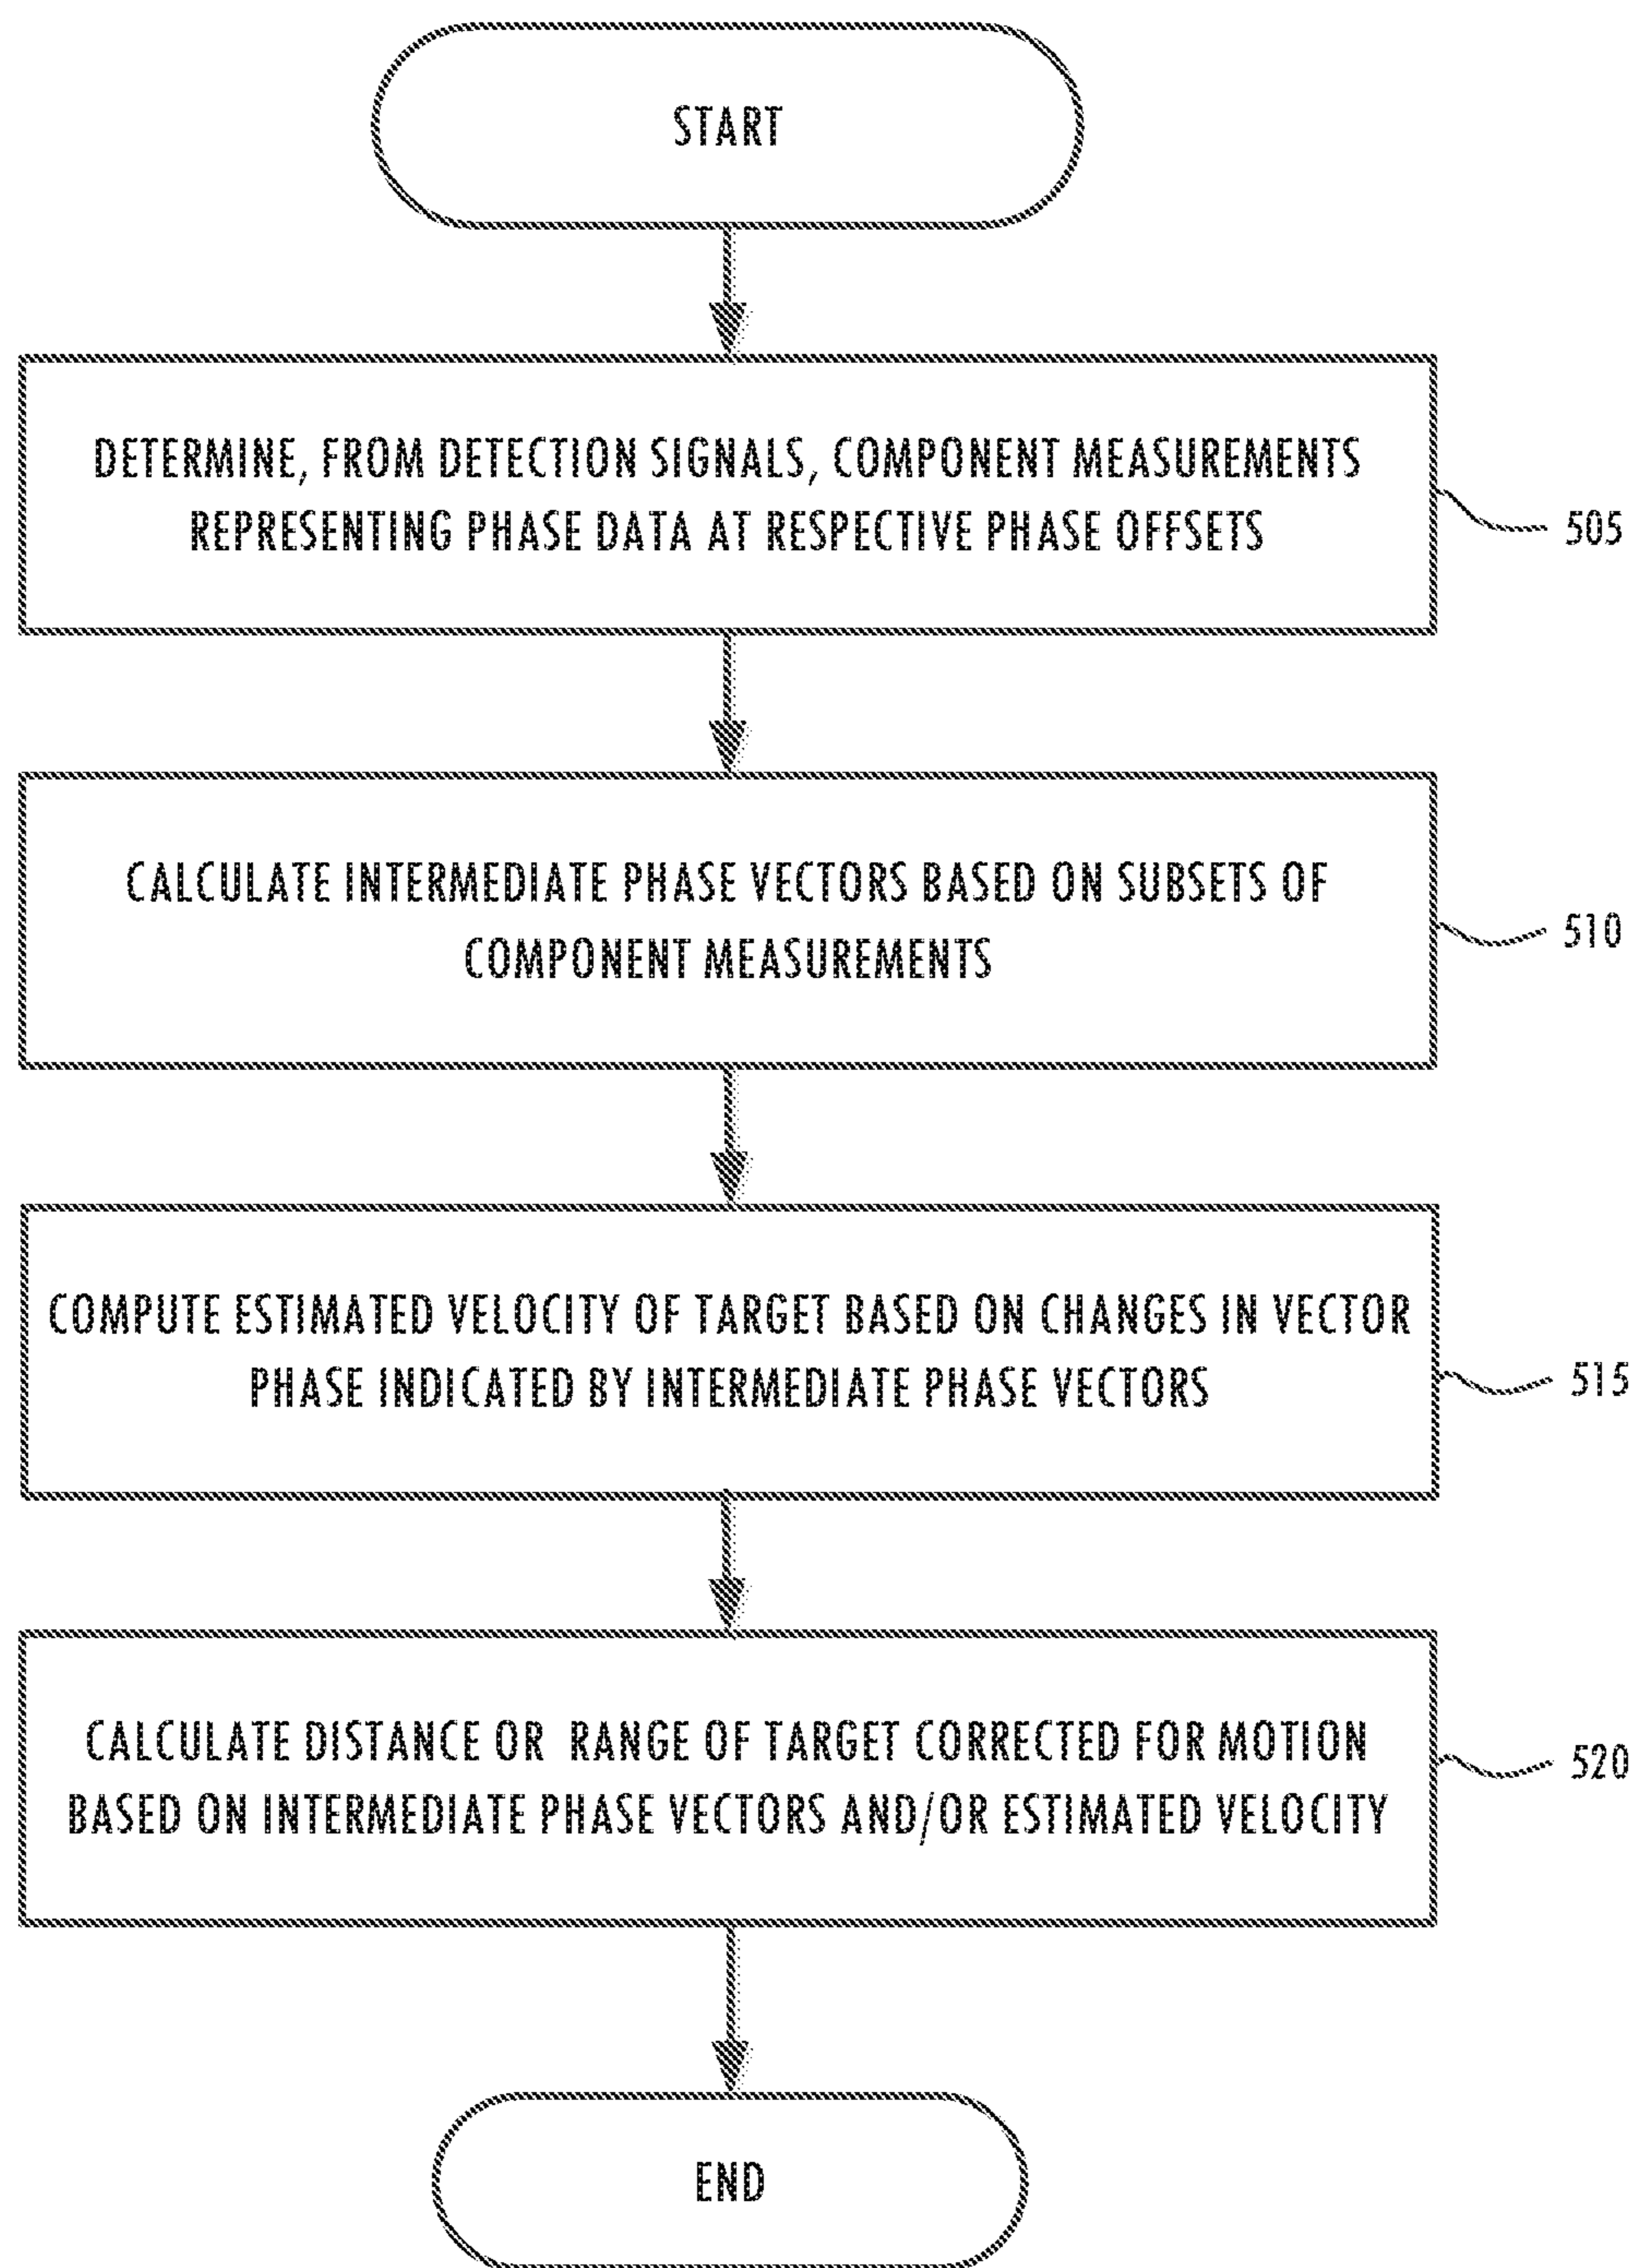 START
DETERMINE, FROM DETECTION SIGNALS, COMPONENT MEASUREMENTS
REPRESENTING PHASE DATA AT RESPECTIVE PHASE OFFSETS
505
CALCULATE INTERMEDIATE PHASE VECTORS BASED ON SUBSETS OF
COMPONENT MEASUREMENTS
510
COMPUTE ESTIMATED VELOCITY OF TARGET BASED ON CHANGES IN VECTOR
PHASE INDICATED BY INTERMEDIATE PHASE VECTORS
515
CALCULATE DISTANCE OR RANGE OF TARGET CORRECTED FOR MOTION
BASED ON INTERMEDIATE PHASE VECTORS AND/OR ESTIMATED VELOCITY
520
END